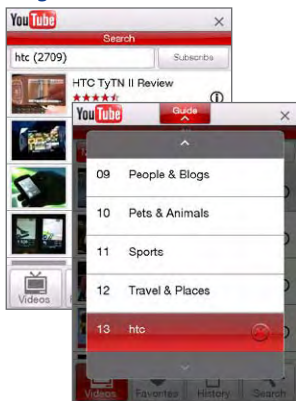 YouTube
Search
htc (2709)
Subscribe
HTC TyTN II Review
Videos
YouTube
Guide
09 People & Blogs
10 Pets & Animals
11 Sports
12 Travel & Places
13 htc
Videos Favorites History Search